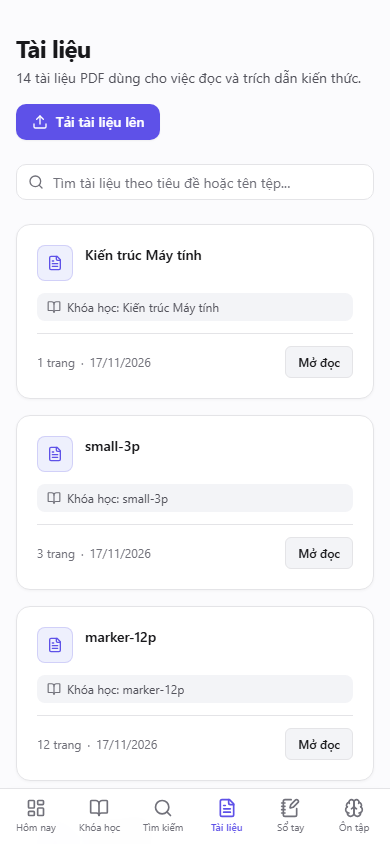 Tài liệu
14 tài liệu PDF dùng cho việc đọc và trích dẫn kiến thức.
Tải tài liệu lên
Tìm tài liệu theo tiêu đề hoặc tên tệp...
Kiến trúc Máy tính
Khóa học: Kiến trúc Máy tính
1 trang · 17/11/2026
Mở đọc
small-3p
Khóa học: small-3p
3 trang · 17/11/2026
Mở đọc
marker-12p
Khóa học: marker-12p
12 trang · 17/11/2026
Mở đọc
Hôm nay
Khóa học
Tìm kiếm
Tài liệu
Sổ tay
Ôn tập